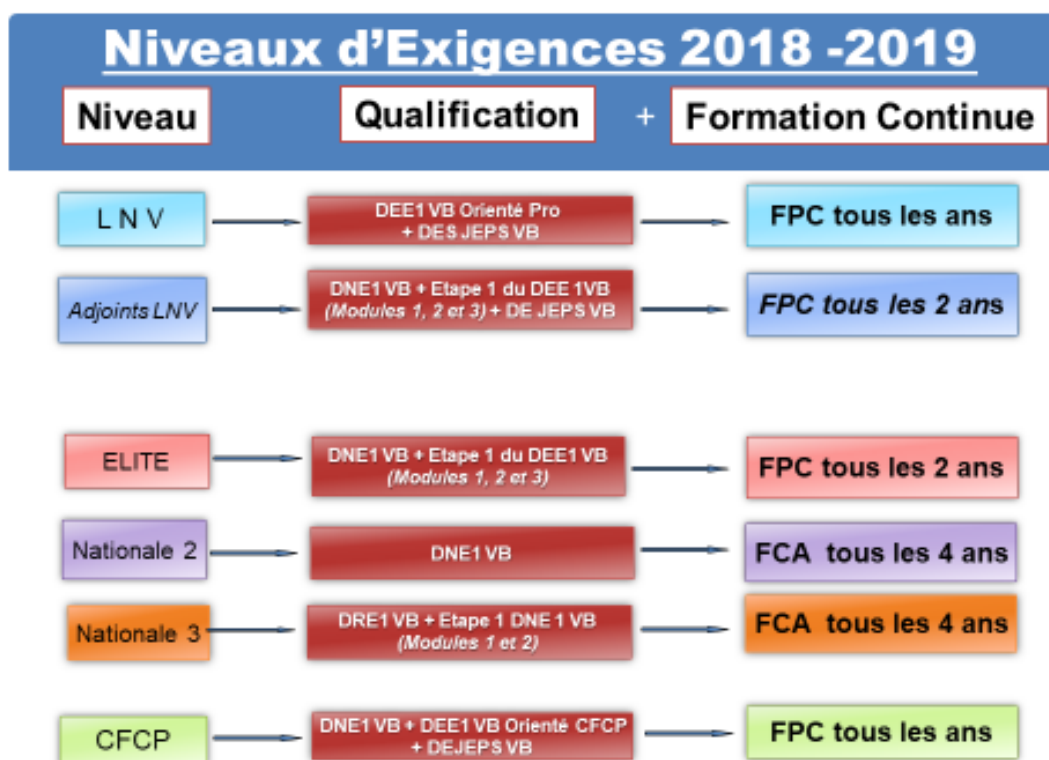 Niveaux d’Exigences 2018 -2019
Niveau
Qualification
+
Formation Continue
L N V
DEE1 VB Orienté Pro
+ DES JEPS VB
FPC tous les ans
Adjoints LNV
DNE1 VB + Etape 1 du DEE 1VB
(Modules 1, 2 et 3) + DE JEPS VB
FPC tous les 2 ans
ELITE
DNE1 VB + Etape 1 du DEE1 VB
(Modules 1, 2 et 3)
FPC tous les 2 ans
Nationale 2
DNE1 VB
FCA tous les 4 ans
Nationale 3
DRE1 VB + Etape 1 DNE 1 VB
(Modules 1 et 2)
FCA tous les 4 ans
CFCP
DNE1 VB + DEE1 VB Orienté CFCP
+ DEJEPS VB
FPC tous les ans